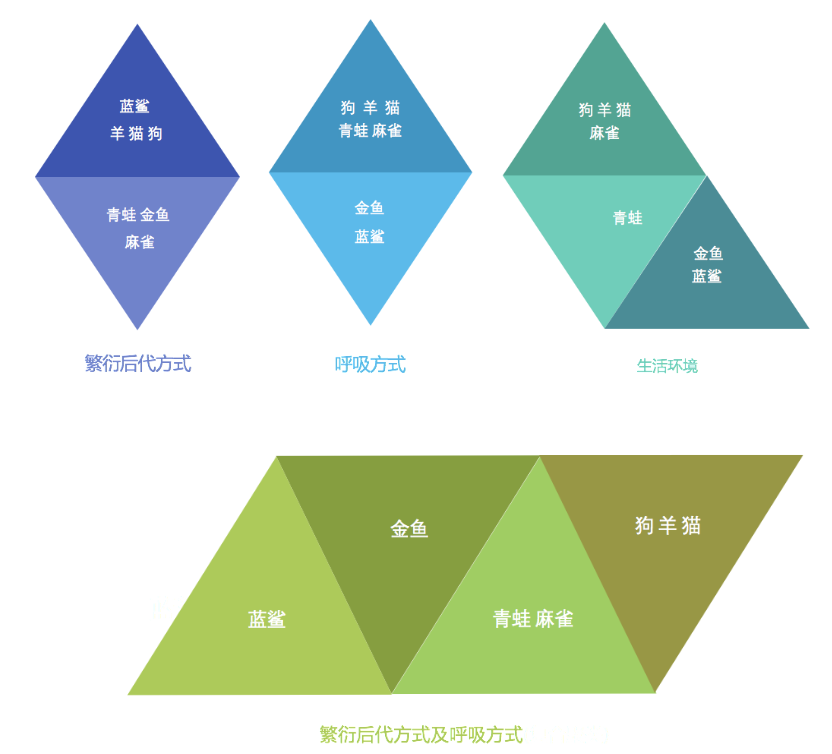 蓝鲨
羊 猫 狗
青蛙 金鱼
麻雀
繁衍后代方式
狗 羊 猫
青蛙 麻雀
金鱼
蓝鲨
呼吸方式
狗 羊 猫
麻雀
青蛙
金鱼
蓝鲨
生活环境
蓝鲨
金鱼
青蛙 麻雀
狗 羊 猫
繁衍后代方式及呼吸方式